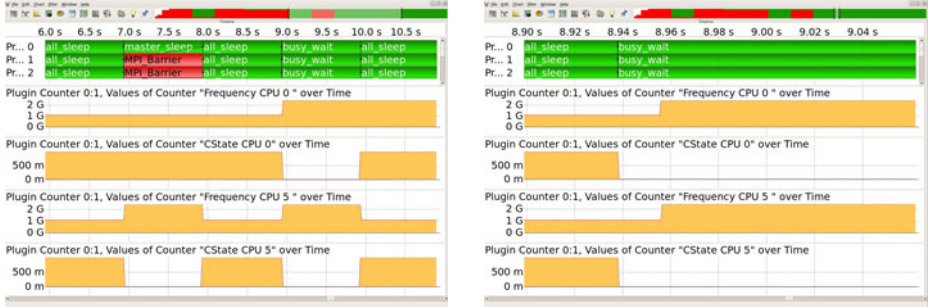 Timeline
6.0 s 6.5 s 7.0 s 7.5 s 8.0 s 8.5 s 9.0 s 9.5 s 10.0 s 10.5 s
Pr... 0 all_sleep master_sleep all_sleep busy_wait all_sleep
Pr... 1 all_sleep MPI_Barrier all_sleep busy_wait all_sleep
Pr... 2 all_sleep MPI_Barrier all_sleep busy_wait all_sleep
Plugin Counter 0:1, Values of Counter "Frequency CPU 0 " over Time
2 G
1 G
0 G
Plugin Counter 0:1, Values of Counter "CState CPU 0" over Time
500 m
0 m
Plugin Counter 0:1, Values of Counter "Frequency CPU 5 " over Time
2 G
1 G
0 G
Plugin Counter 0:1, Values of Counter "CState CPU 5" over Time
500 m
0 m
Timeline
8.90 s 8.92 s 8.94 s 8.96 s 8.98 s 9.00 s 9.02 s 9.04 s
Pr... 0 all_sleep busy_wait
Pr... 1 all_sleep busy_wait
Pr... 2 all_sleep busy_wait
Plugin Counter 0:1, Values of Counter "Frequency CPU 0 " over Time
2 G
1 G
0 G
Plugin Counter 0:1, Values of Counter "CState CPU 0" over Time
500 m
0 m
Plugin Counter 0:1, Values of Counter "Frequency CPU 5 " over Time
2 G
1 G
0 G
Plugin Counter 0:1, Values of Counter "CState CPU 5" over Time
500 m
0 m